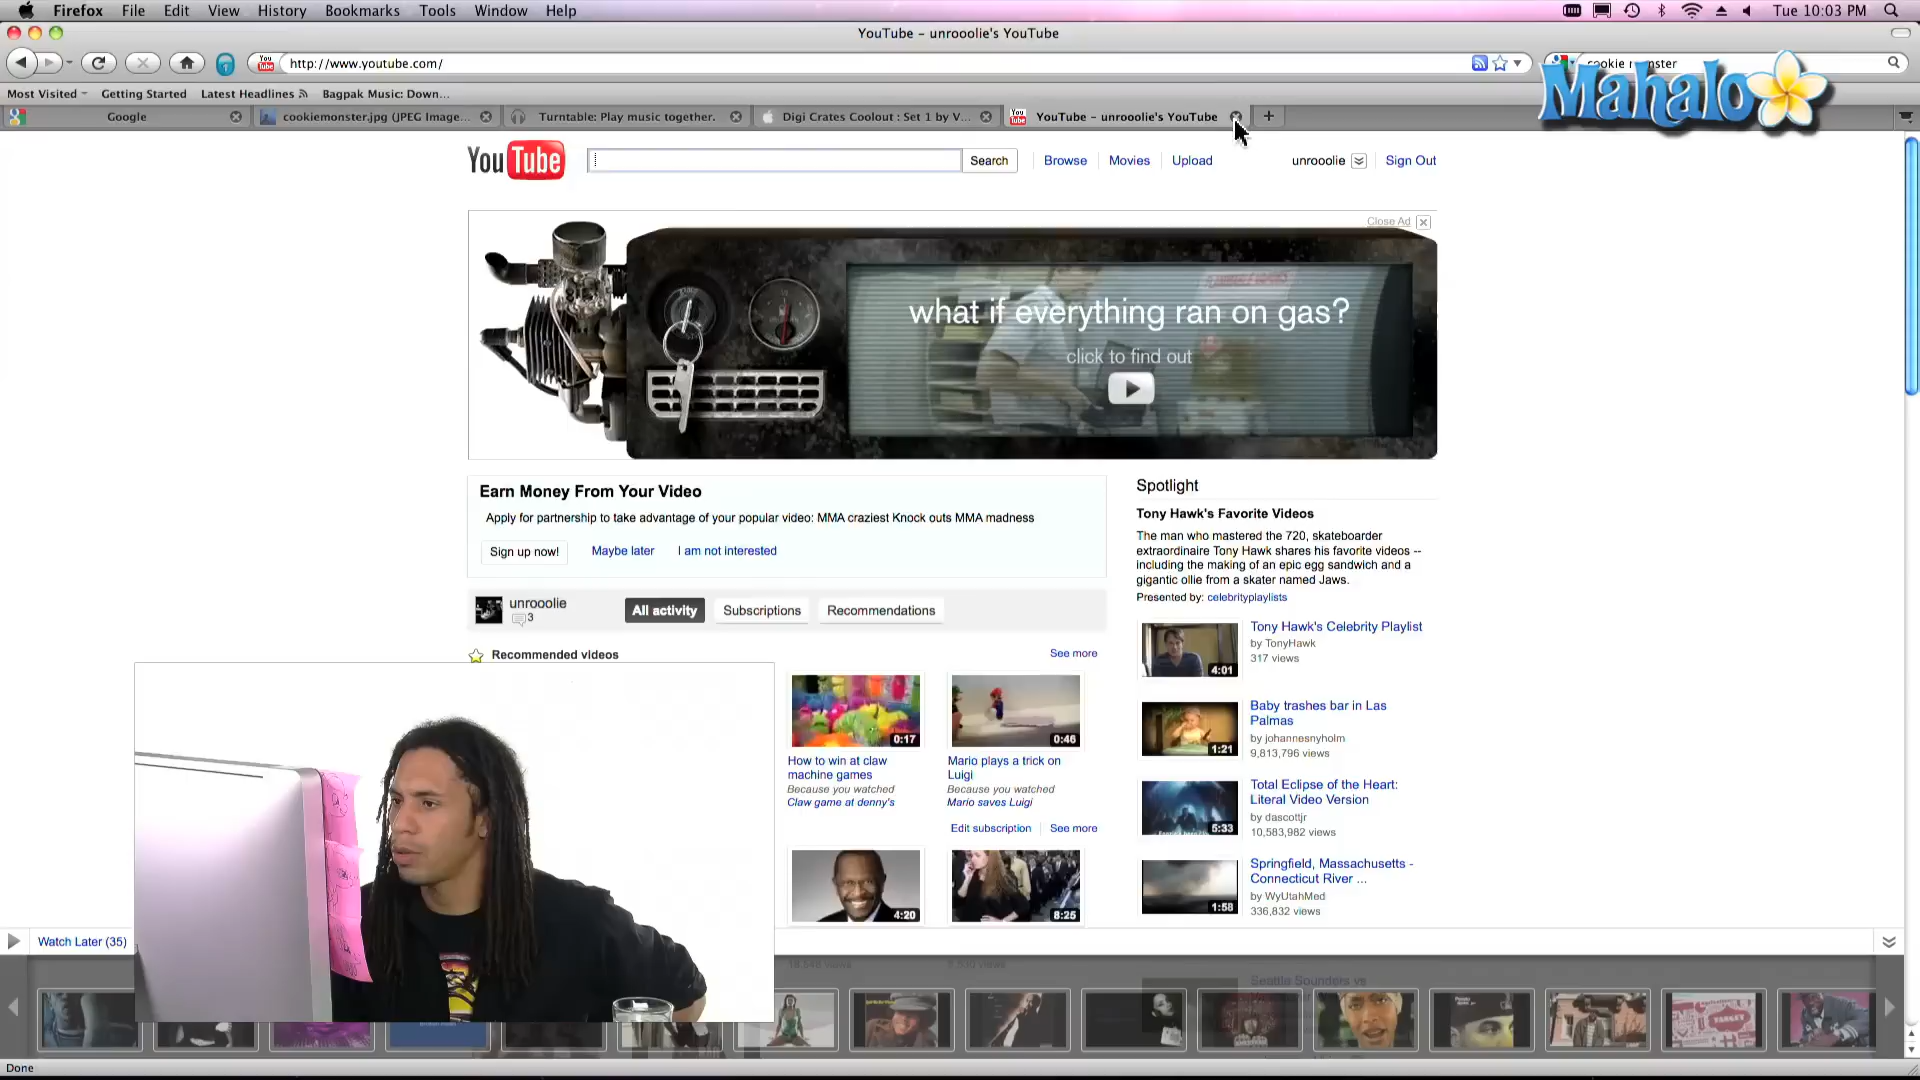 Firefox File Edit View History Bookmarks Tools Window Help
Tue 10:03 PM
YouTube – unrooolie's YouTube
You Tube
http://www.youtube.com/
Mahalo
Most Visited Getting Started Latest Headlines Bagpak Music: Down...
Google
cookiemonster.jpg (JPEG Image...
Turntable: Play music together.
Digi Crates Coolout : Set 1 by V...
YouTube – unrooolie's YouTube
YouTube
Search
Browse
Movies
Upload
unrooolie
Sign Out
Close Ad
what if everything ran on gas?
click to find out
Earn Money From Your Video
Apply for partnership to take advantage of your popular video: MMA craziest Knock outs MMA madness
Sign up now! Maybe later I am not interested
unrooolie
3
All activity Subscriptions Recommendations
Recommended videos
See more
0:17
How to win at claw
machine games
Because you watched
Claw game at denny's
0:46
Mario plays a trick on
Luigi
Because you watched
Mario saves Luigi
Edit subscription See more
4:20
8:25
Spotlight
Tony Hawk's Favorite Videos
The man who mastered the 720, skateboarder
extraordinaire Tony Hawk shares his favorite videos --
including the making of an epic egg sandwich and a
gigantic ollie from a skater named Jaws.
Presented by: celebrityplaylists
4:01
Tony Hawk's Celebrity Playlist
by TonyHawk
317 views
1:21
Baby trashes bar in Las
Palmas
by johannesnyholm
9,813,796 views
5:33
Total Eclipse of the Heart:
Literal Video Version
by dascottjr
10,583,982 views
1:58
Springfield, Massachusetts -
Connecticut River ...
by WyUtahMed
336,832 views
Watch Later (35)
Seattle Sounders vs
TARGET
Done